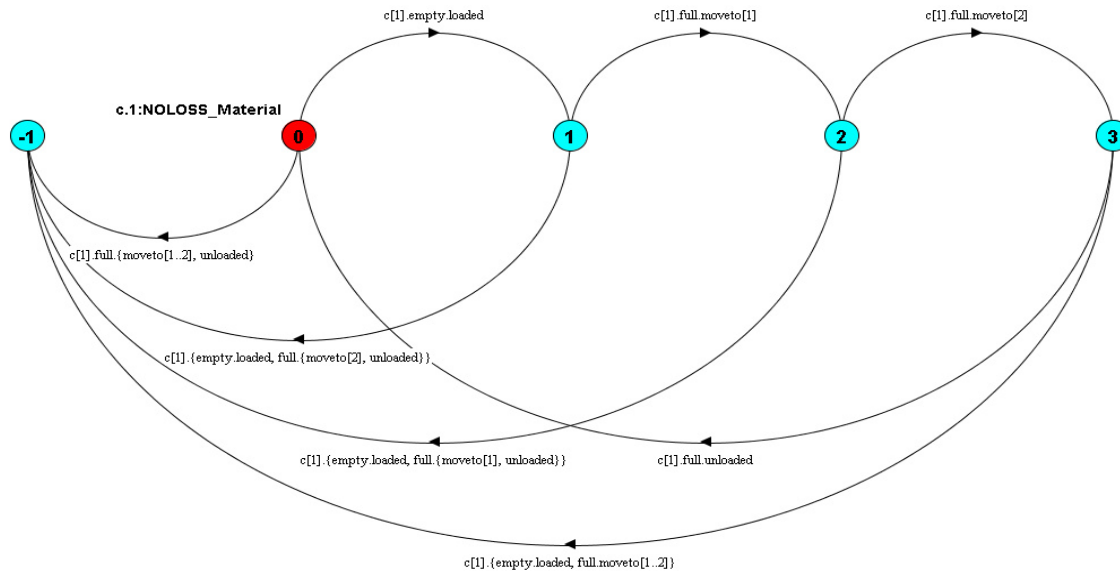 c[1].empty.loaded
c[1].full.moveto[1]
c[1].full.moveto[2]
c.1:NOLOSS_Material
-1
0
1
2
3
c[1].full.{moveto[1..2], unloaded}
c[1].{empty.loaded, full.{moveto[2], unloaded}}
c[1].{empty.loaded, full.{moveto[1], unloaded}}
c[1].full.unloaded
c[1].{empty.loaded, full.moveto[1..2]}